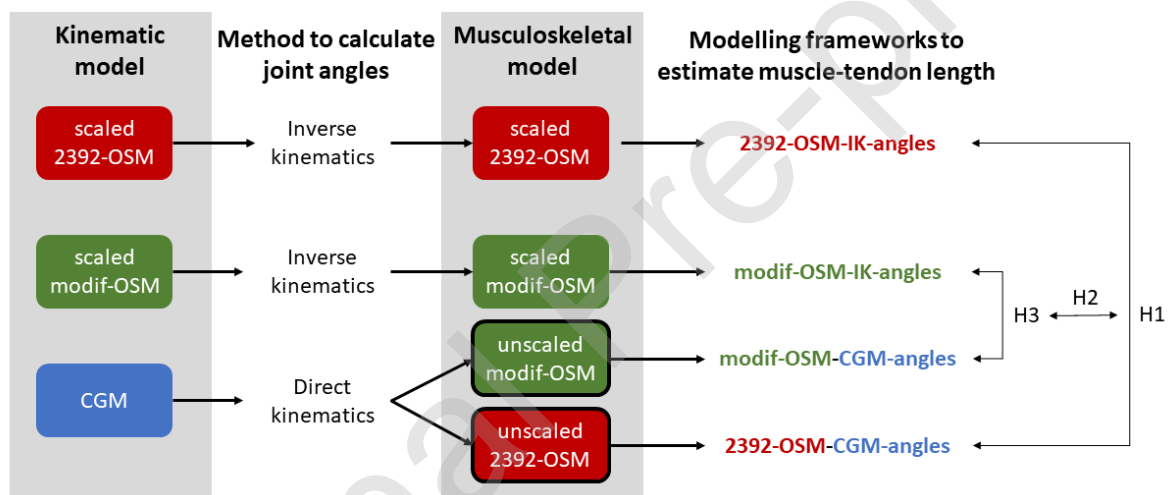 Kinematic
model
Method to calculate
joint angles
Musculoskeletal
model
Modelling frameworks to
estimate muscle-tendon length
scaled
2392-OSM
Inverse
kinematics
scaled
2392-OSM
2392-OSM-IK-angles
scaled
modif-OSM
Inverse
kinematics
scaled
modif-OSM
modif-OSM-IK-angles
H3
H2
H1
CGM
Direct
kinematics
unscaled
modif-OSM
modif-OSM-CGM-angles
unscaled
2392-OSM
2392-OSM-CGM-angles